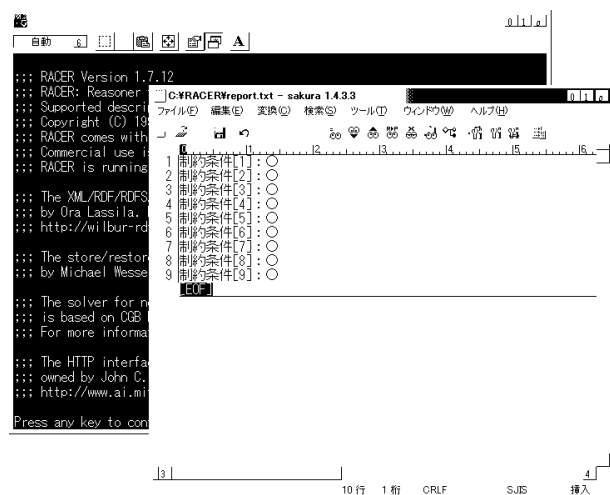 自動
A
;;; RACER Version 1.7.12
;;; RACER: Reasoner
;;; Supported descri
;;; Copyright (C) 19
;;; RACER comes with
;;; Commercial use i
;;; RACER is running
;;; The XML/RDF/RDFS
;;; by Ora Lassila.
;;; http://wilbur-rd
;;; The store/restor
;;; by Michael Wesse
;;; The solver for n
;;; is based on CGB
;;; For more informa
;;; The HTTP interfa
;;; owned by John C.
;;; http://www.ai.mi
Press any key to con
C:¥RACER¥report.txt - sakura 1.4.3.3
ファイル(F) 編集(E) 変換(C) 検索(S) ツール(T) ウィンドウ(W) ヘルプ(H)
0 1 2 3 4 5 6
1 制約条件[1]:○
2 制約条件[2]:○
3 制約条件[3]:○
4 制約条件[4]:○
5 制約条件[5]:○
6 制約条件[6]:○
7 制約条件[7]:○
8 制約条件[8]:○
9 制約条件[9]:○
[EOF]
10 行 1 桁 CRLF SJIS 挿入